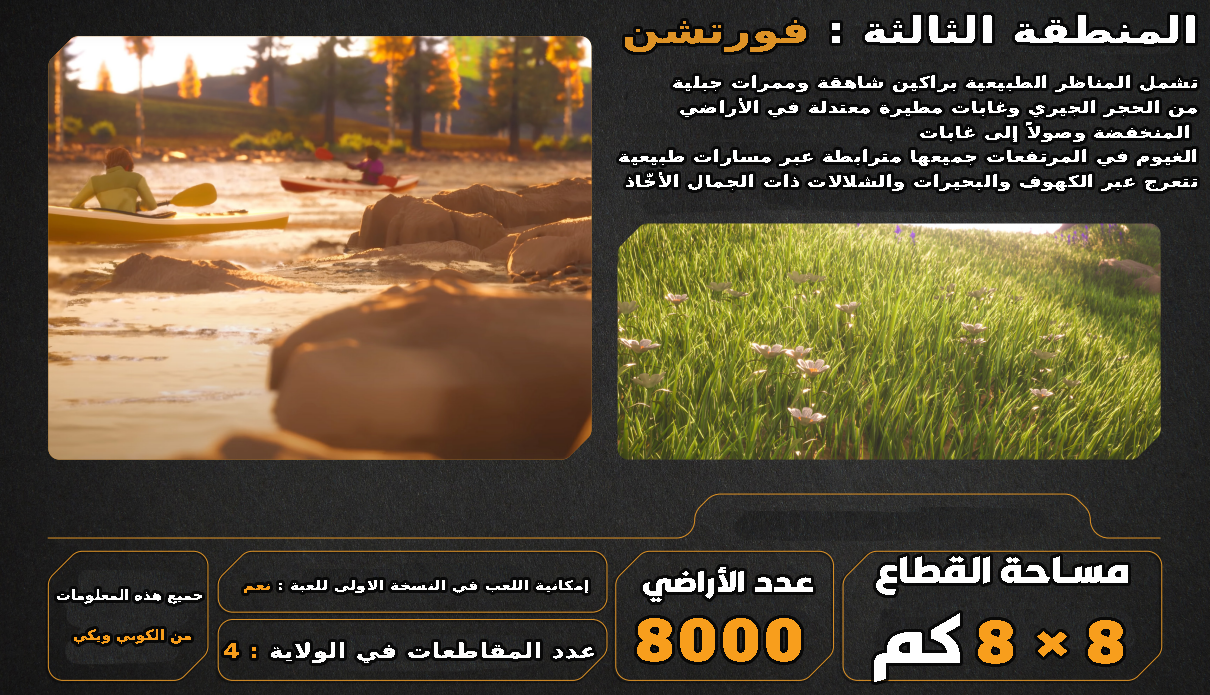 المنطقة الثالثة : فورتشن
تشمل المناظر الطبيعية براكين شاهقة وممرات جبلية
من الحجر الجيري وغابات مطيرة معتدلة في الأراضي
المنخفضة وصولاً إلى غابات
الغيوم في المرتفعات جميعها مترابطة عبر مسارات طبيعية
تتعرج عبر الكهوف والبحيرات والشلالات ذات الجمال الأخّاذ
مساحة القطاع
8 × 8 كم
عدد الأراضي
8000
إمكانية اللعب في النسخة الاولى للعبة : نعم
عدد المقاطعات في الولاية : 4
جميع هذه المعلومات
من الكوبي ويكي